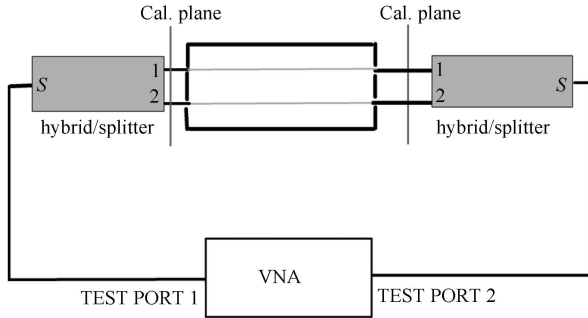 Cal. plane
Cal. plane
S
1
2
1
2
S
hybrid/splitter
hybrid/splitter
VNA
TEST PORT 1
TEST PORT 2